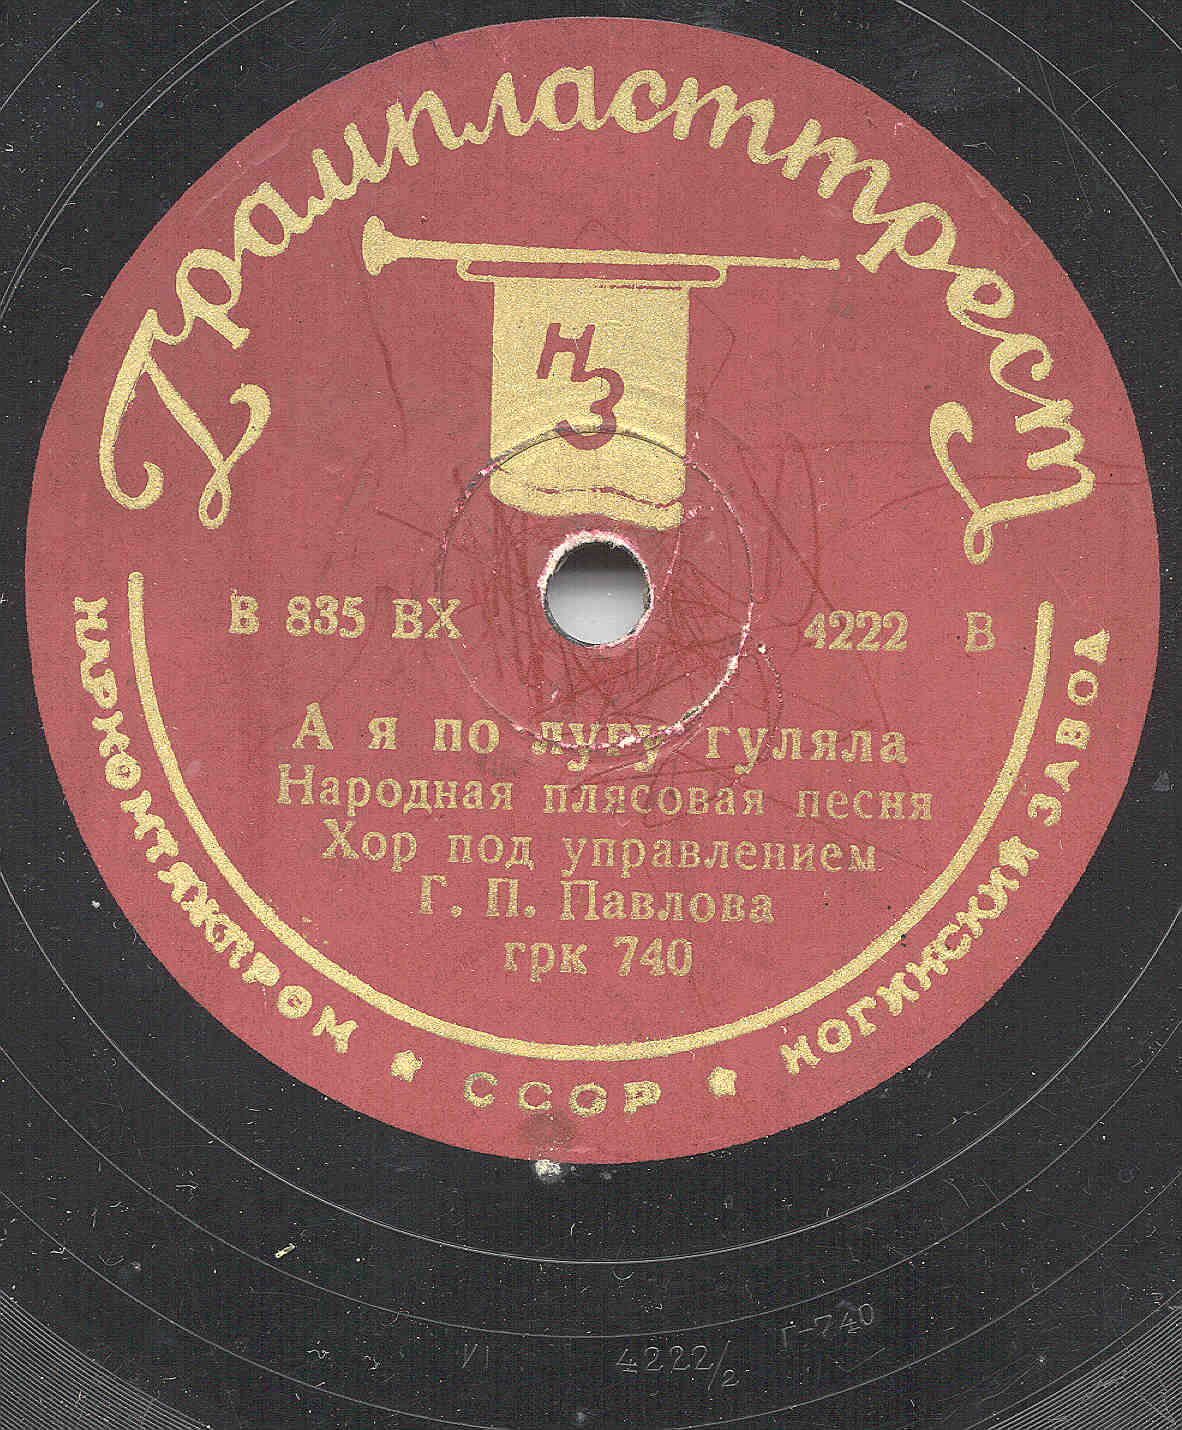 Грампласттрест
НЗ
В 835 ВХ
4222 В
А я по лугу гуляла
Народная плясовая песня
Хор под управлением
Г. П. Павлова
грк 740
НАРКОМТЯЖПРОМ ★ СССР ★ НОГИНСКИЙ ЗАВОД
Г-740
VI 4222/2